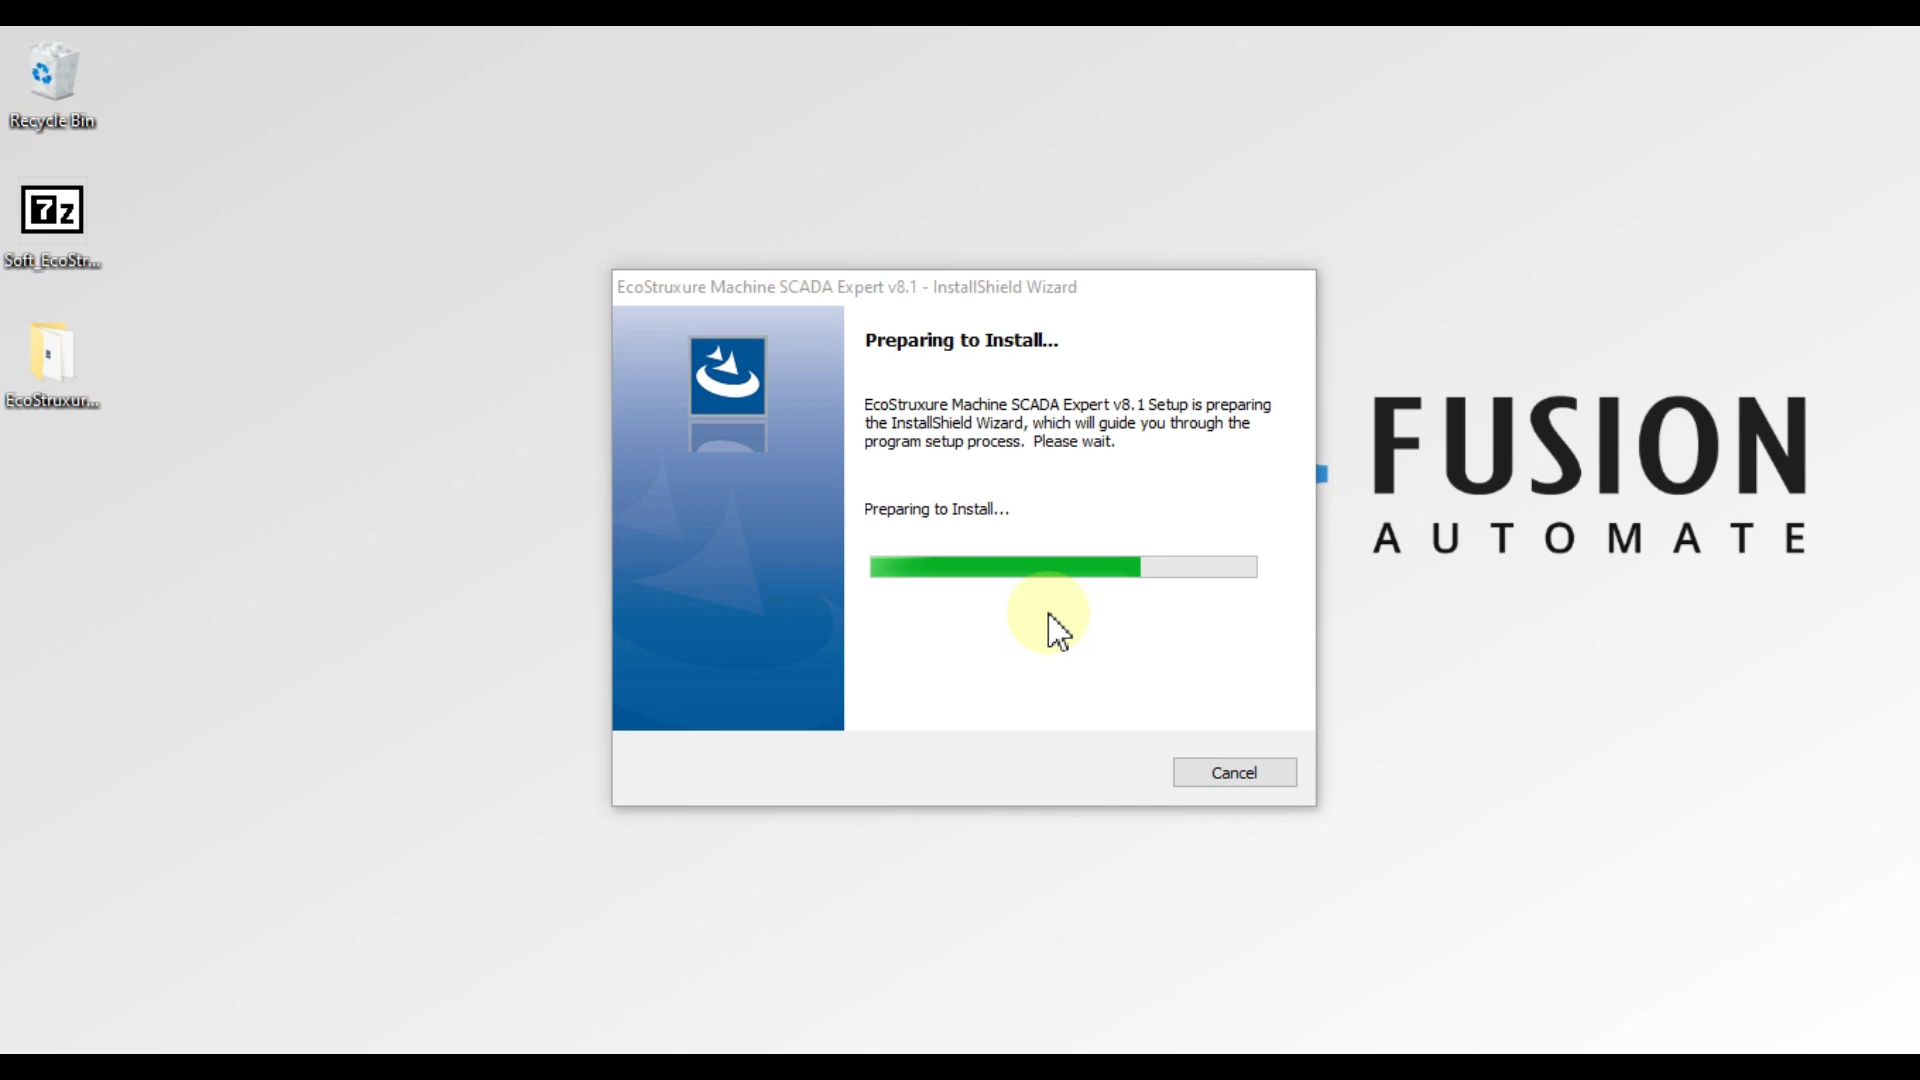 Recycle Bin
7z
Soft_EcoStr...
EcoStruxur...
EcoStruxure Machine SCADA Expert v8.1 - InstallShield Wizard
Preparing to Install...
EcoStruxure Machine SCADA Expert v8.1 Setup is preparing
the InstallShield Wizard, which will guide you through the
program setup process.  Please wait.
Preparing to Install...
Cancel
FUSION
AUTOMATE